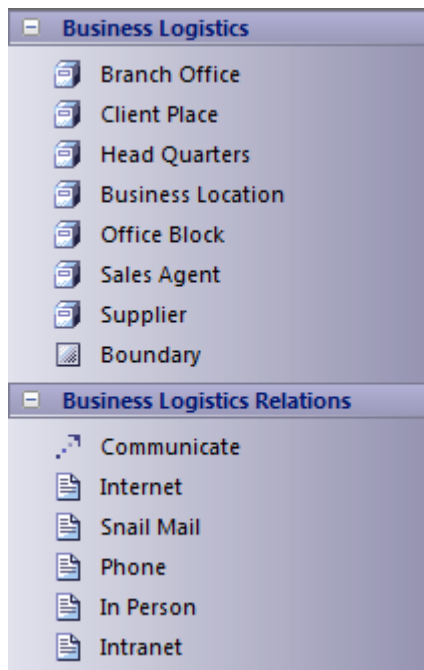 Business Logistics
Branch Office
Client Place
Head Quarters
Business Location
Office Block
Sales Agent
Supplier
Boundary
Business Logistics Relations
Communicate
Internet
Snail Mail
Phone
In Person
Intranet